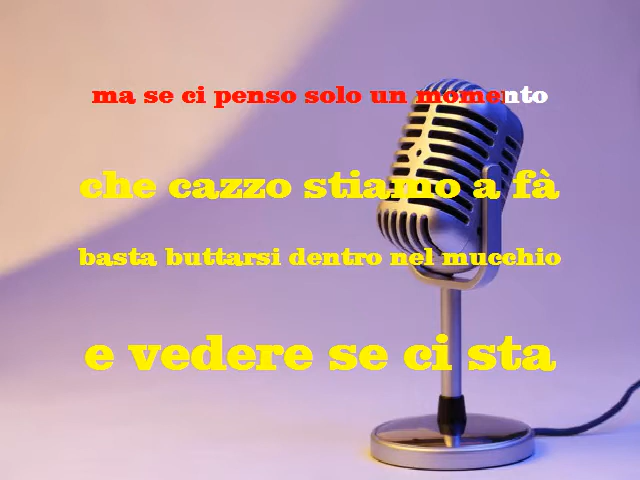 ma se ci penso solo un momento
che cazzo stiamo a fà
basta buttarsi dentro nel mucchio
e vedere se ci sta